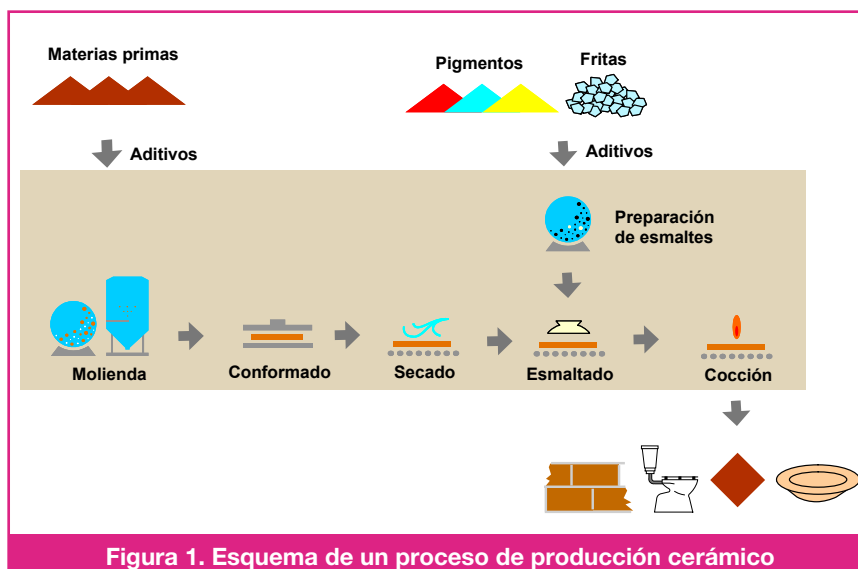 Materias primas
Pigmentos
Fritas
Aditivos
Aditivos
Preparación
de esmaltes
Molienda
Conformado
Secado
Esmaltado
Cocción
Figura 1. Esquema de un proceso de producción cerámico